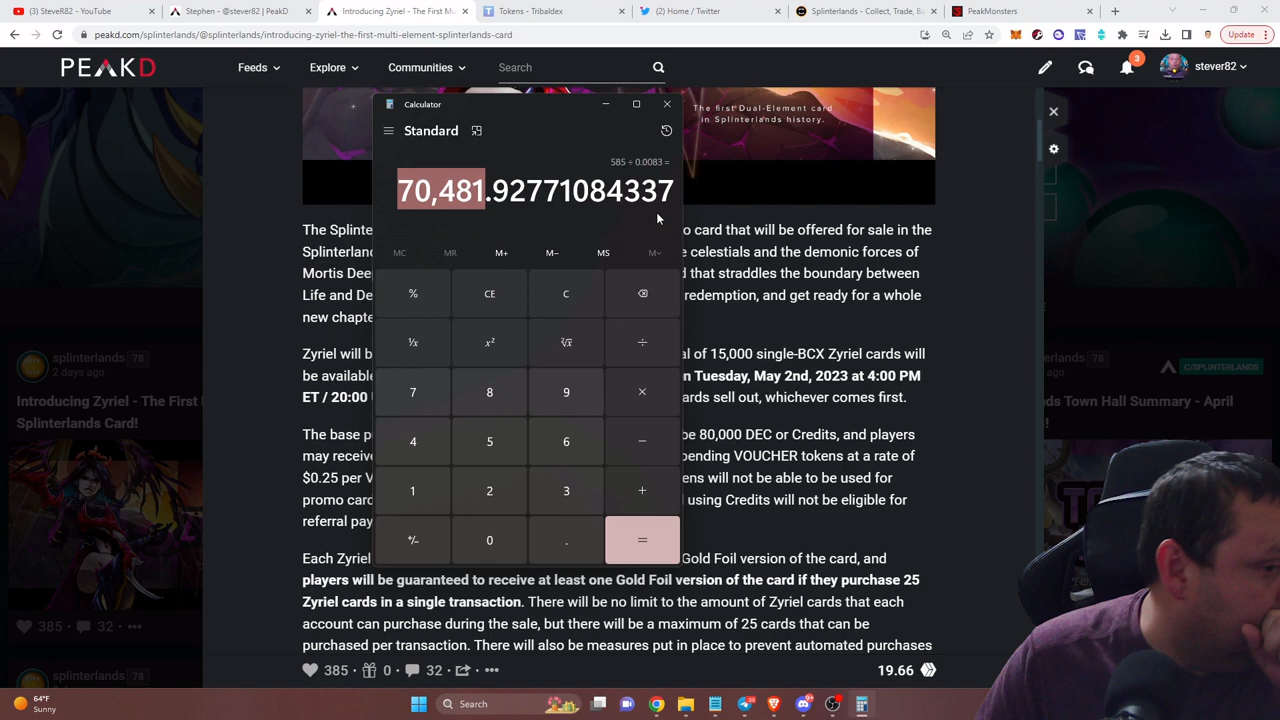 (3) SteveR82 - YouTube
Stephen - @stever82 | PeakD
Introducing Zyriel - The First Mu
Tokens - Tribaldex
(2) Home / Twitter
Splinterlands - Collect, Trade, Ba
PeakMonsters
peakd.com/splinterlands/@splinterlands/introducing-zyriel-the-first-multi-element-splinterlands-card
Update
PEAKD
Feeds
Explore
Communities
Search
3
stever82
The first Dual-Element card
in Splinterlands history.
Calculator
Standard
585 ÷ 0.0083 =
70,481.92771084337
MC MR M+ M− MS M˅
% CE C
¹/x x² ²√x ÷
7 8 9 ×
4 5 6 −
1 2 3 +
+/− 0 . =
The Splinte
o card that will be offered for sale in the
Splinterland
e celestials and the demonic forces of
Mortis Dee
d that straddles the boundary between
Life and De
redemption, and get ready for a whole
new chapte
Zyriel will b
al of 15,000 single-BCX Zyriel cards will
be available
n Tuesday, May 2nd, 2023 at 4:00 PM
ET / 20:00
ards sell out, whichever comes first.
The base p
be 80,000 DEC or Credits, and players
may receive
pending VOUCHER tokens at a rate of
$0.25 per V
ens will not be able to be used for
promo card
using Credits will not be eligible for
referral pay
Each Zyriel
Gold Foil version of the card, and
players will be guaranteed to receive at least one Gold Foil version of the card if they purchase 25
Zyriel cards in a single transaction. There will be no limit to the amount of Zyriel cards that each
account can purchase during the sale, but there will be a maximum of 25 cards that can be
purchased per transaction. There will also be measures put in place to prevent automated purchases
385 · 0 · 32 ·
19.66
splinterlands 78
2 days ago
Introducing Zyriel - The First
Splinterlands Card!
385 · 32 ·
splinterlands 78
erlands 78
ago
C/SPLINTERLANDS
ands Town Hall Summary - April
64°F
Sunny
Search